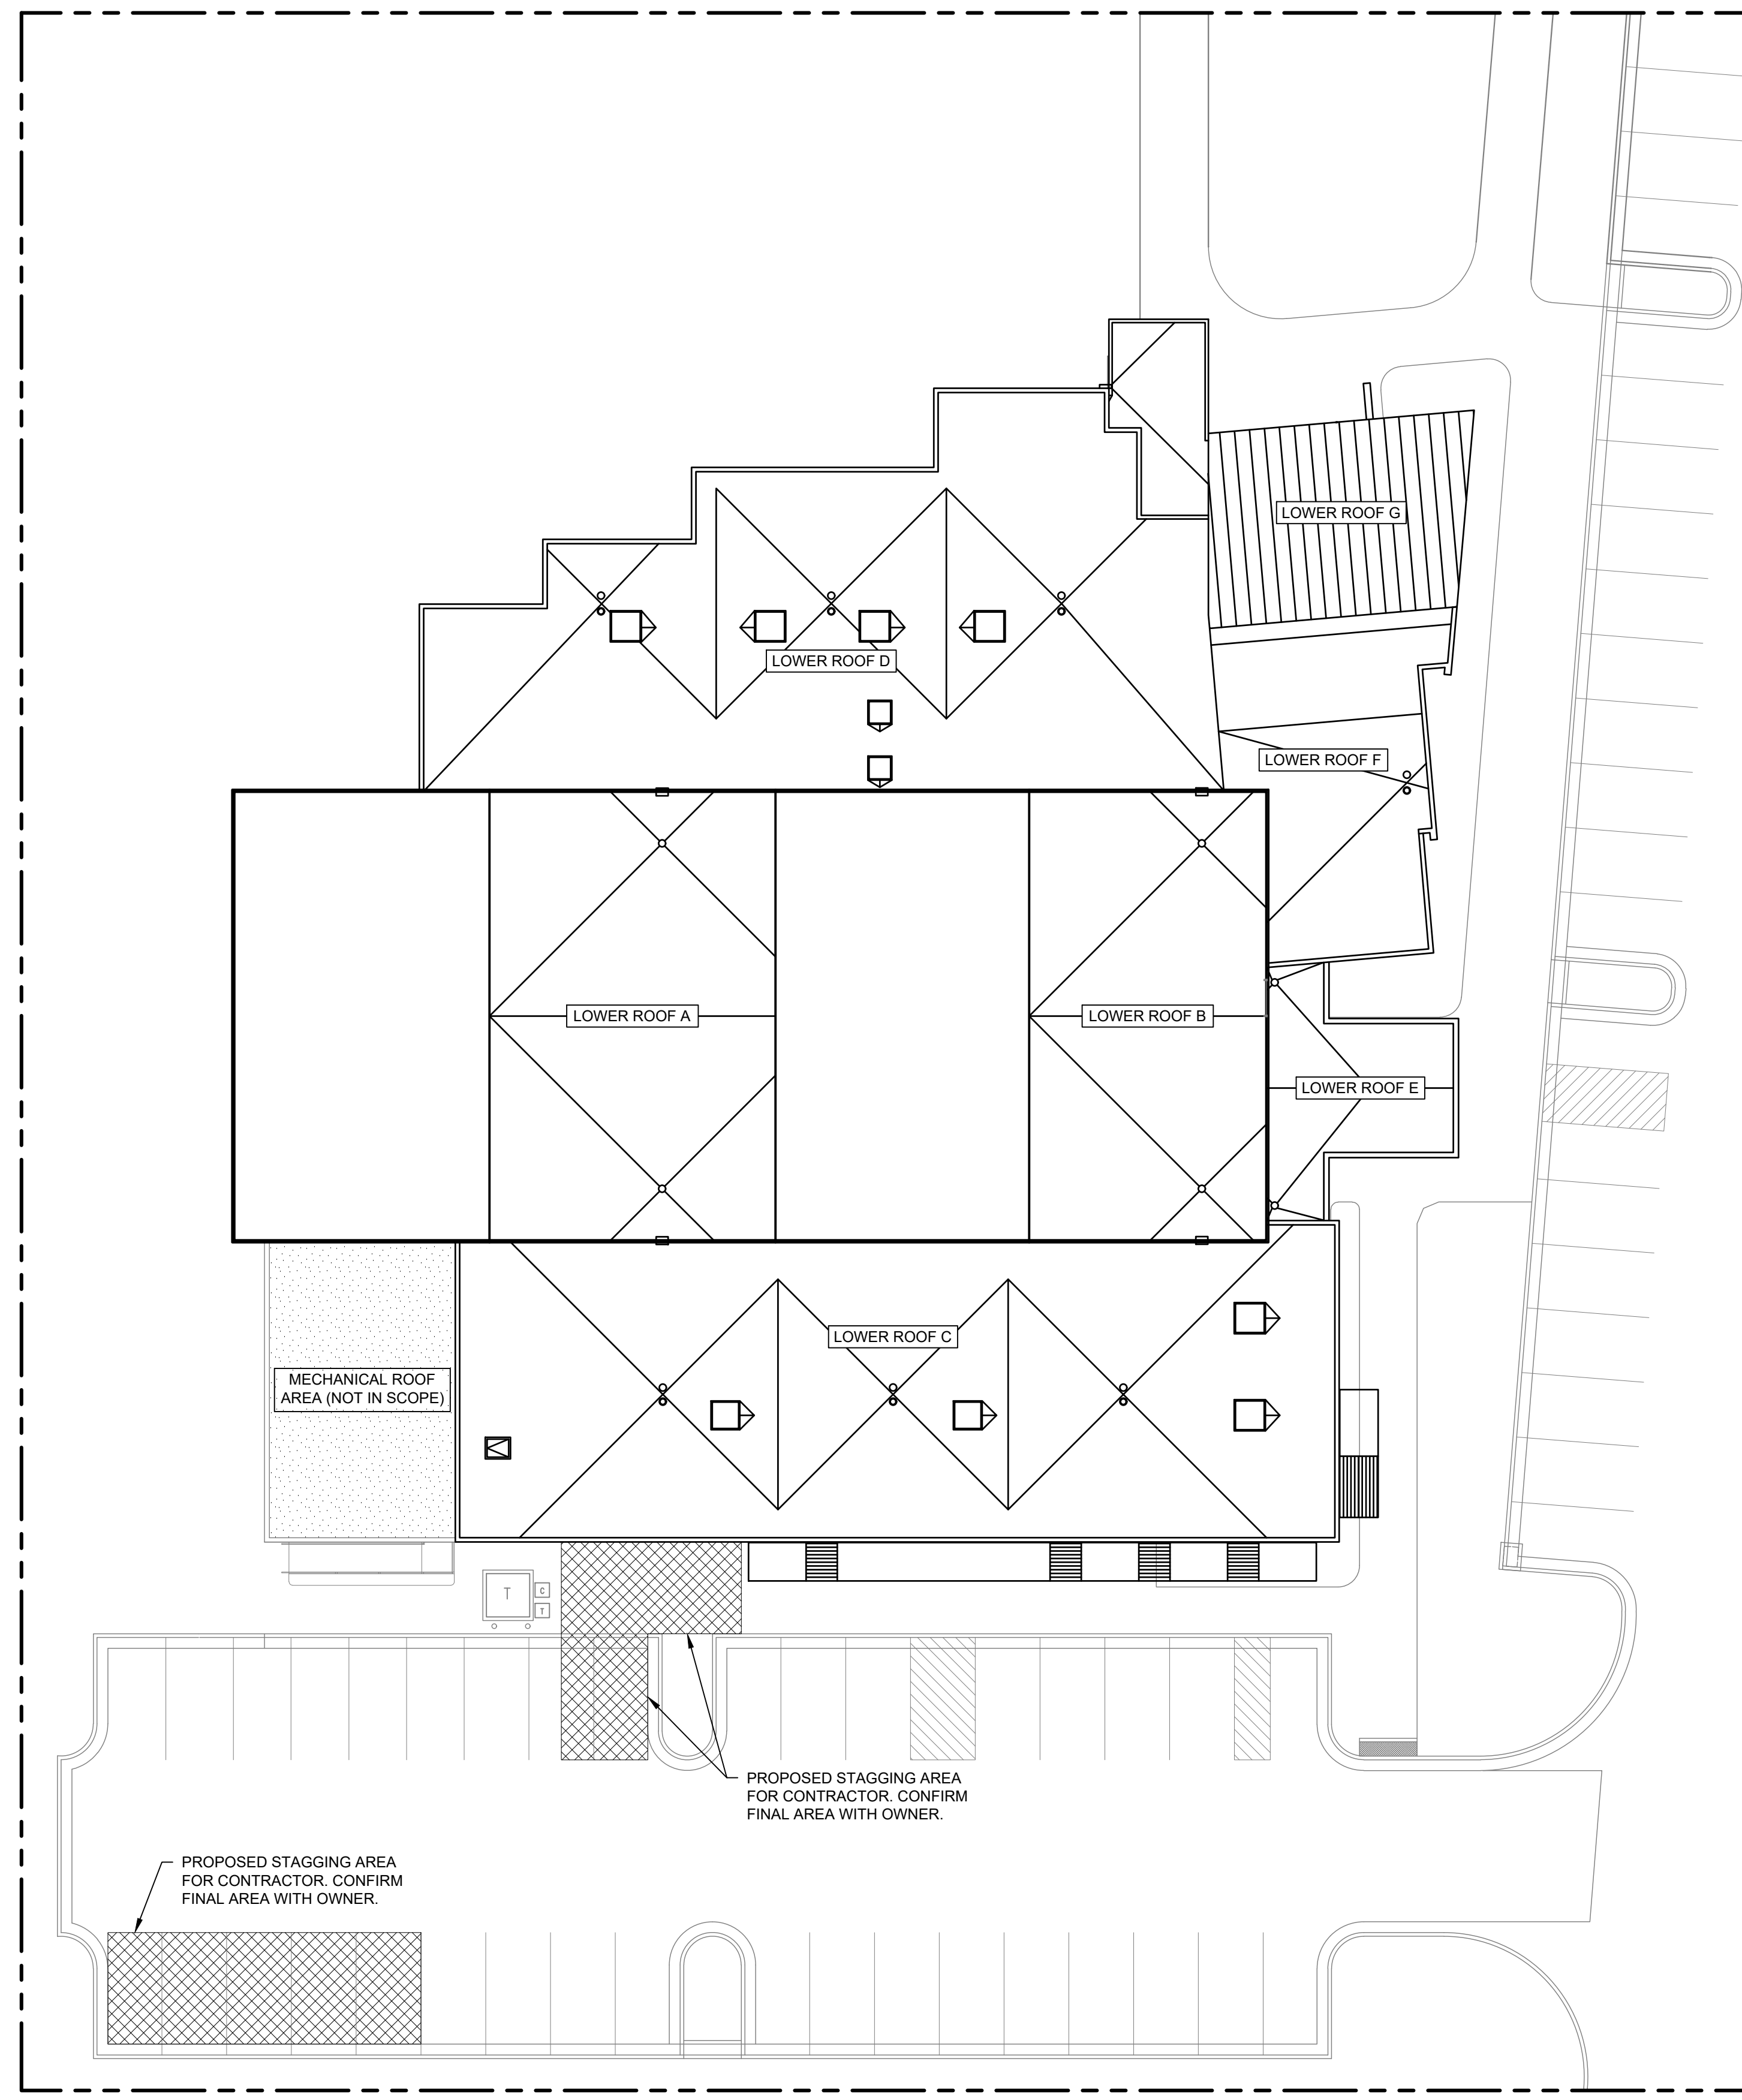 LOWER ROOF G
LOWER ROOF D
LOWER ROOF F
LOWER ROOF A
LOWER ROOF B
LOWER ROOF E
LOWER ROOF C
MECHANICAL ROOF
AREA (NOT IN SCOPE)
T
C
T
PROPOSED STAGGING AREA
FOR CONTRACTOR. CONFIRM
FINAL AREA WITH OWNER.
PROPOSED STAGGING AREA
FOR CONTRACTOR. CONFIRM
FINAL AREA WITH OWNER.